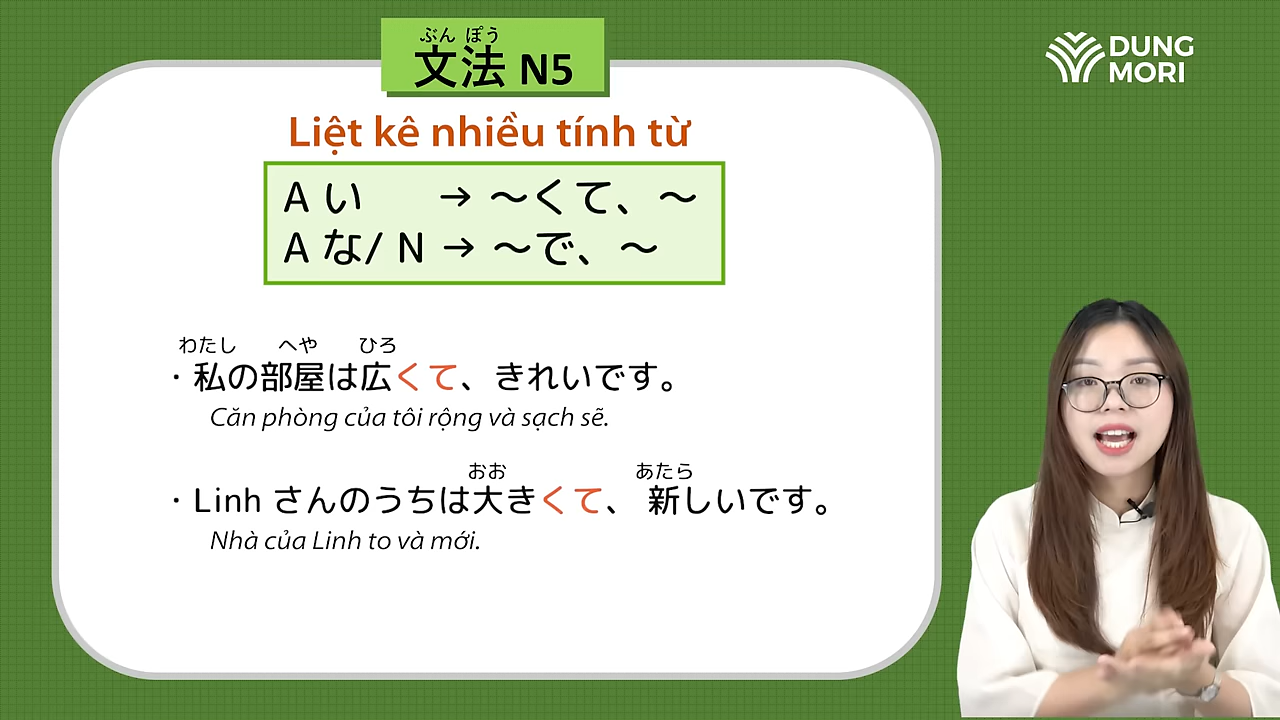 ぶん ぽう
文法 N5
DUNG
MORI
Liệt kê nhiều tính từ
A い → ～くて、～
A な/ N → ～で、～
わたし へや ひろ
・私の部屋は広くて、きれいです。
Căn phòng của tôi rộng và sạch sẽ.
おお あたら
・Linh さんのうちは大きくて、 新しいです。
Nhà của Linh to và mới.